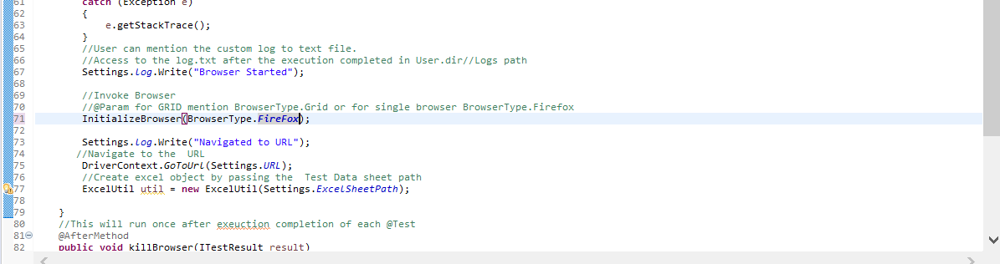 61 catch (Exception e)
62 {
63 e.getStackTrace();
64 }
65 //User can mention the custom log to text file.
66 //Access to the log.txt after the execution completed in User.dir//Logs path
67 Settings.Log.Write("Browser Started");
68
69 //Invoke Browser
70 //@Param for GRID mention BrowserType.Grid or for single browser BrowserType.Firefox
71 InitializeBrowser(BrowserType.FireFox);
72
73 Settings.Log.Write("Navigated to URL");
74 //Navigate to the  URL
75 DriverContext.GoToUrl(Settings.URL);
76 //Create excel object by passing the  Test Data sheet path
77 ExcelUtil util = new ExcelUtil(Settings.ExcelSheetPath);
78
79 }
80 //This will run once after exeuction completion of each @Test
81 @AfterMethod
82 public void killBrowser(ITestResult result)